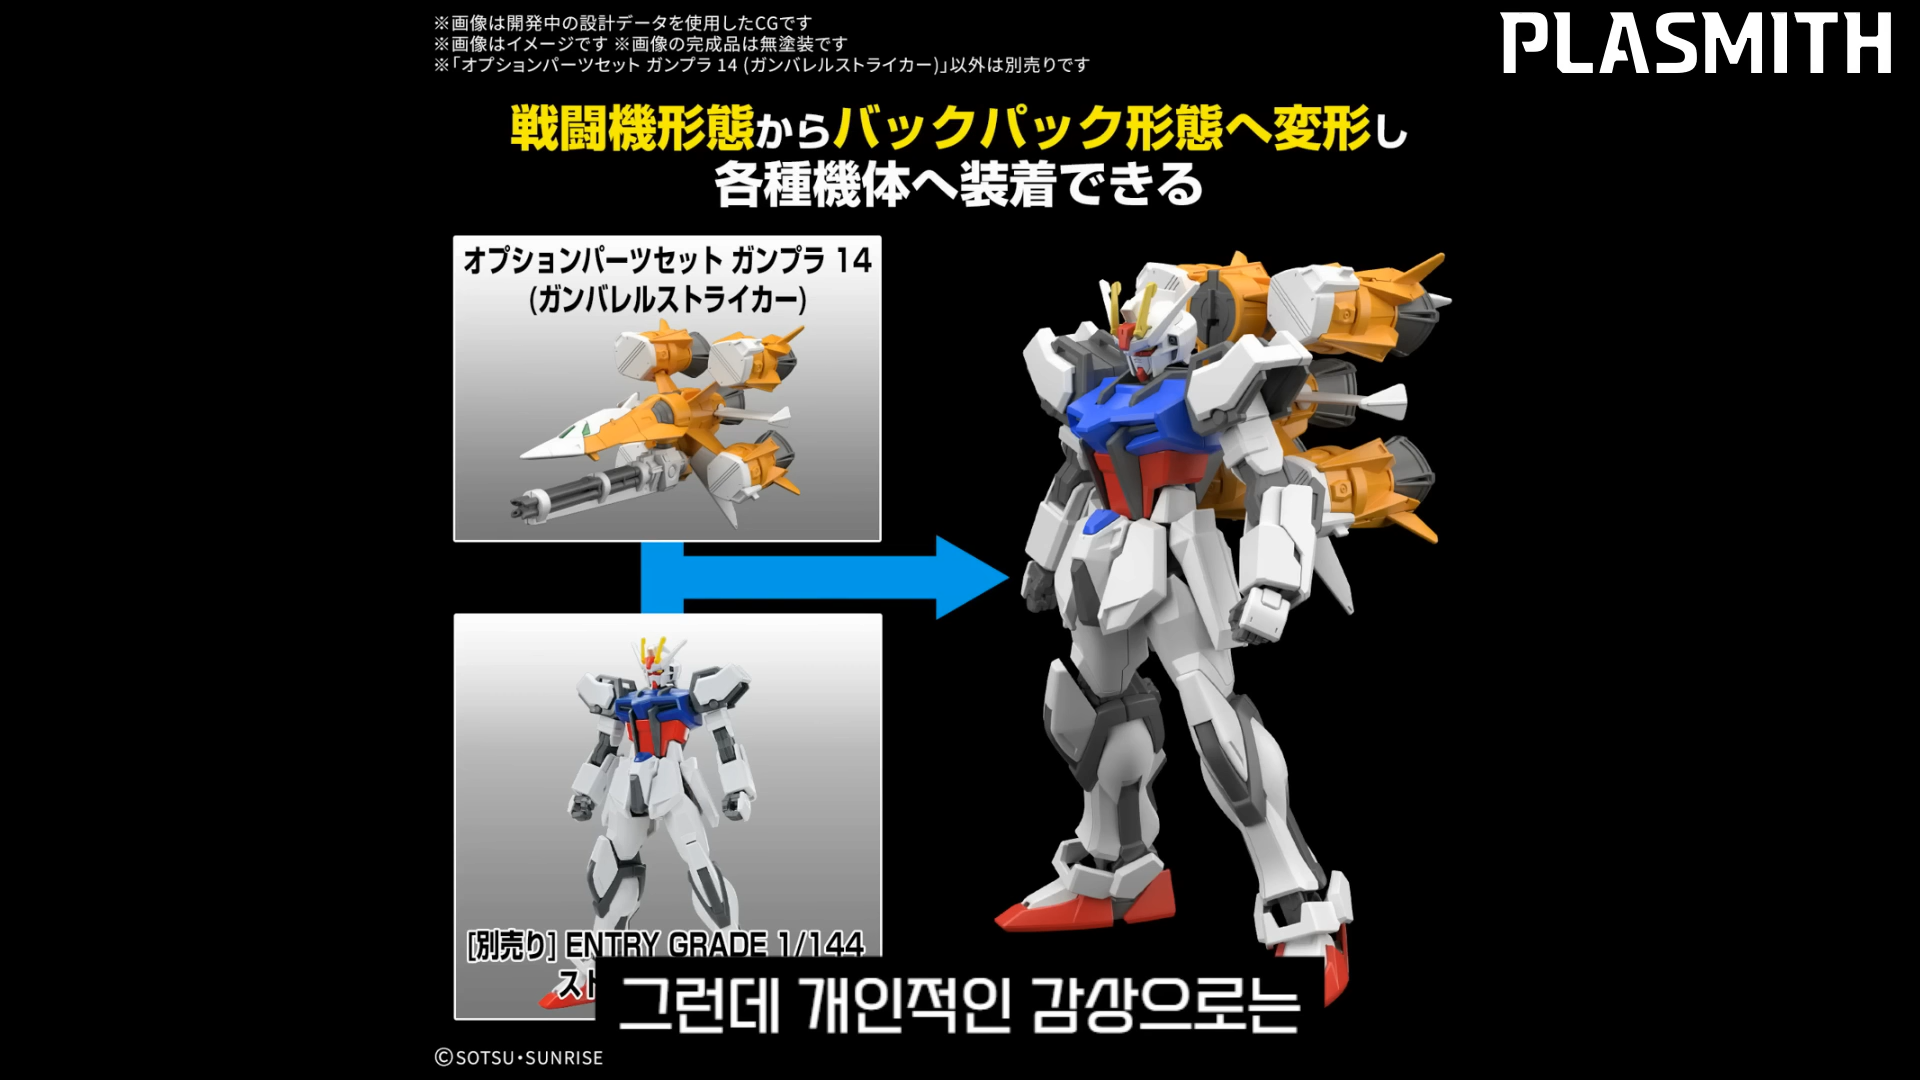 ※画像は開発中の設計データを使用したCGです
※画像はイメージです ※画像の完成品は無塗装です
※「オプションパーツセット ガンプラ 14 (ガンバレルストライカー)」以外は別売りです
PLASMITH
戦闘機形態からバックパック形態へ変形し
各種機体へ装着できる
オプションパーツセット ガンプラ 14
(ガンバレルストライカー)
[別売り] ENTRY GRADE 1/144
スト
그런데 개인적인 감상으로는
©SOTSU・SUNRISE